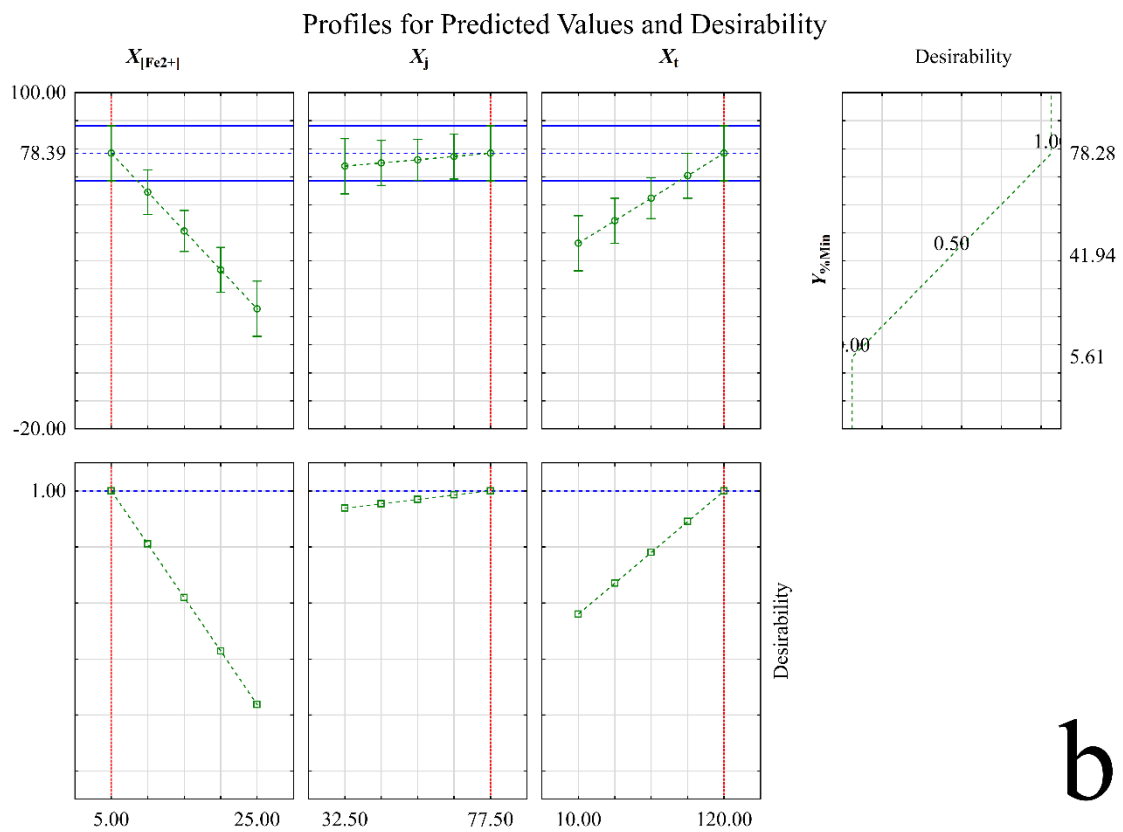 Profiles for Predicted Values and Desirability
X[Fe2+] Xj Xt Desirability
100.00
78.39
-20.00
1.0
0.50
.00
Y%Min
78.28
41.94
5.61
1.00
Desirability
5.00 25.00 32.50 77.50 10.00 120.00
b